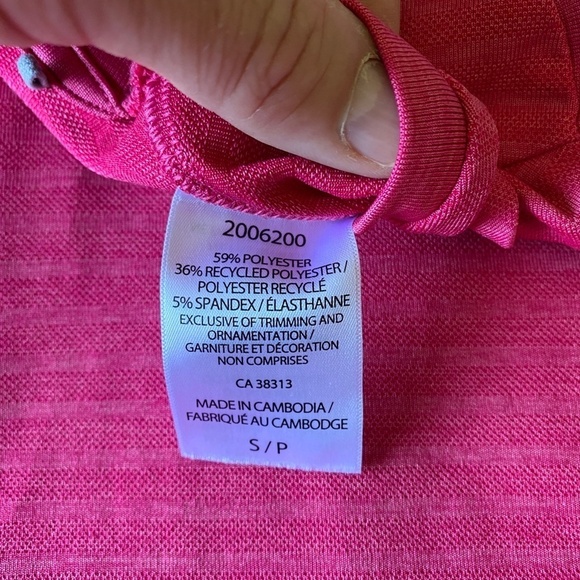 2006200
59% POLYESTER
36% RECYCLED POLYESTER /
POLYESTER RECYCLÉ
5% SPANDEX / ÉLASTHANNE
EXCLUSIVE OF TRIMMING AND
ORNAMENTATION /
GARNITURE ET DÉCORATION
NON COMPRISES
CA 38313
MADE IN CAMBODIA /
FABRIQUÉ AU CAMBODGE
S / P